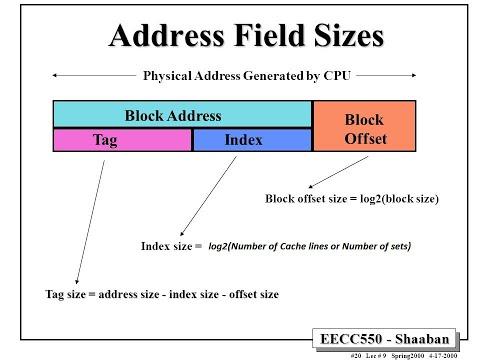 Address Field Sizes
Physical Address Generated by CPU
Block Address
Block
Offset
Tag
Index
Block offset size = log2(block size)
Index size = log2(Number of Cache lines or Number of sets)
Tag size = address size - index size - offset size
EECC550 - Shaaban
#20 Lec # 9 Spring2000 4-17-2000